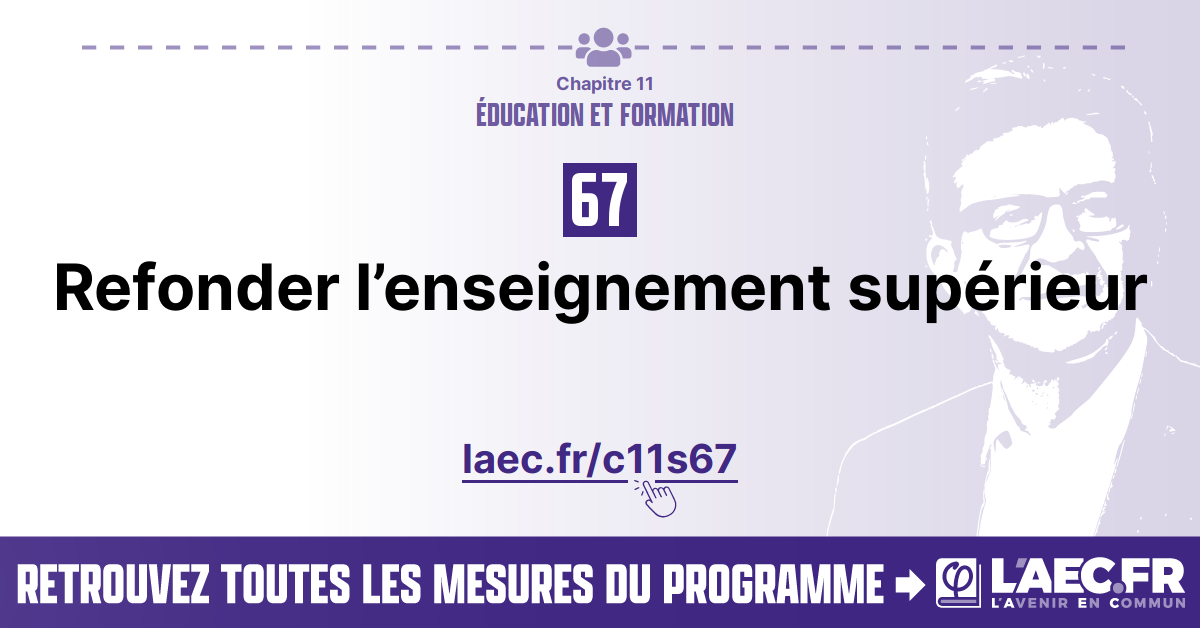 Chapitre 11
ÉDUCATION ET FORMATION
67
Refonder l’enseignement supérieur
laec.fr/c11s67
RETROUVEZ TOUTES LES MESURES DU PROGRAMME
L'AEC.FR
L'AVENIR EN COMMUN